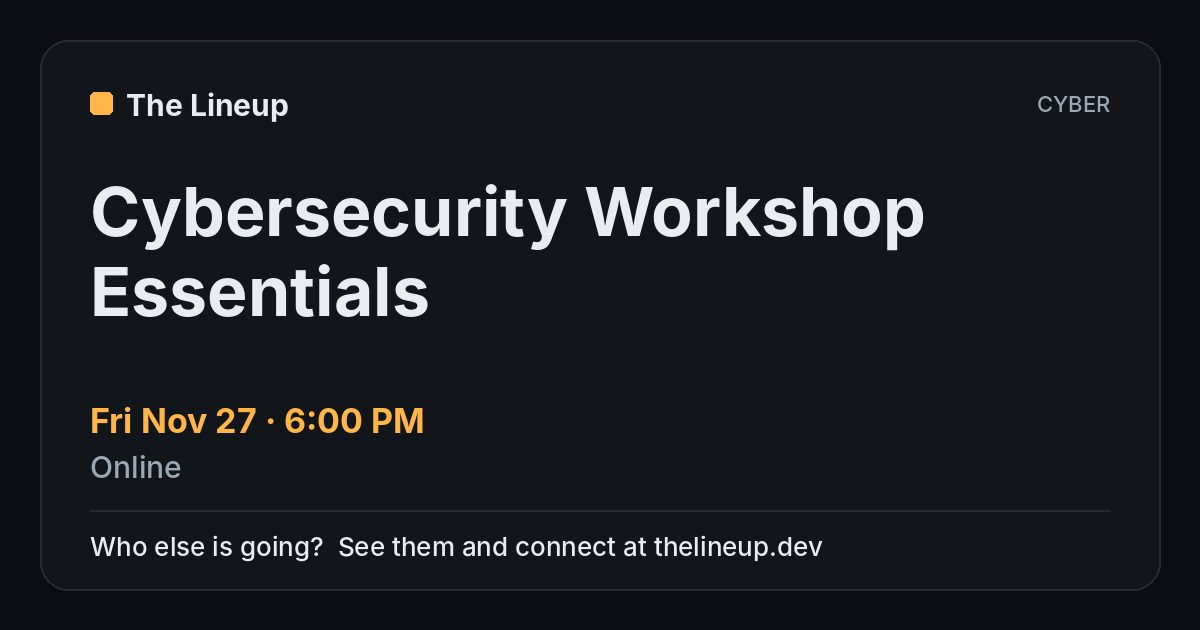 The Lineup
CYBER
Cybersecurity Workshop
Essentials
Fri Nov 27 · 6:00 PM
Online
Who else is going? See them and connect at thelineup.dev